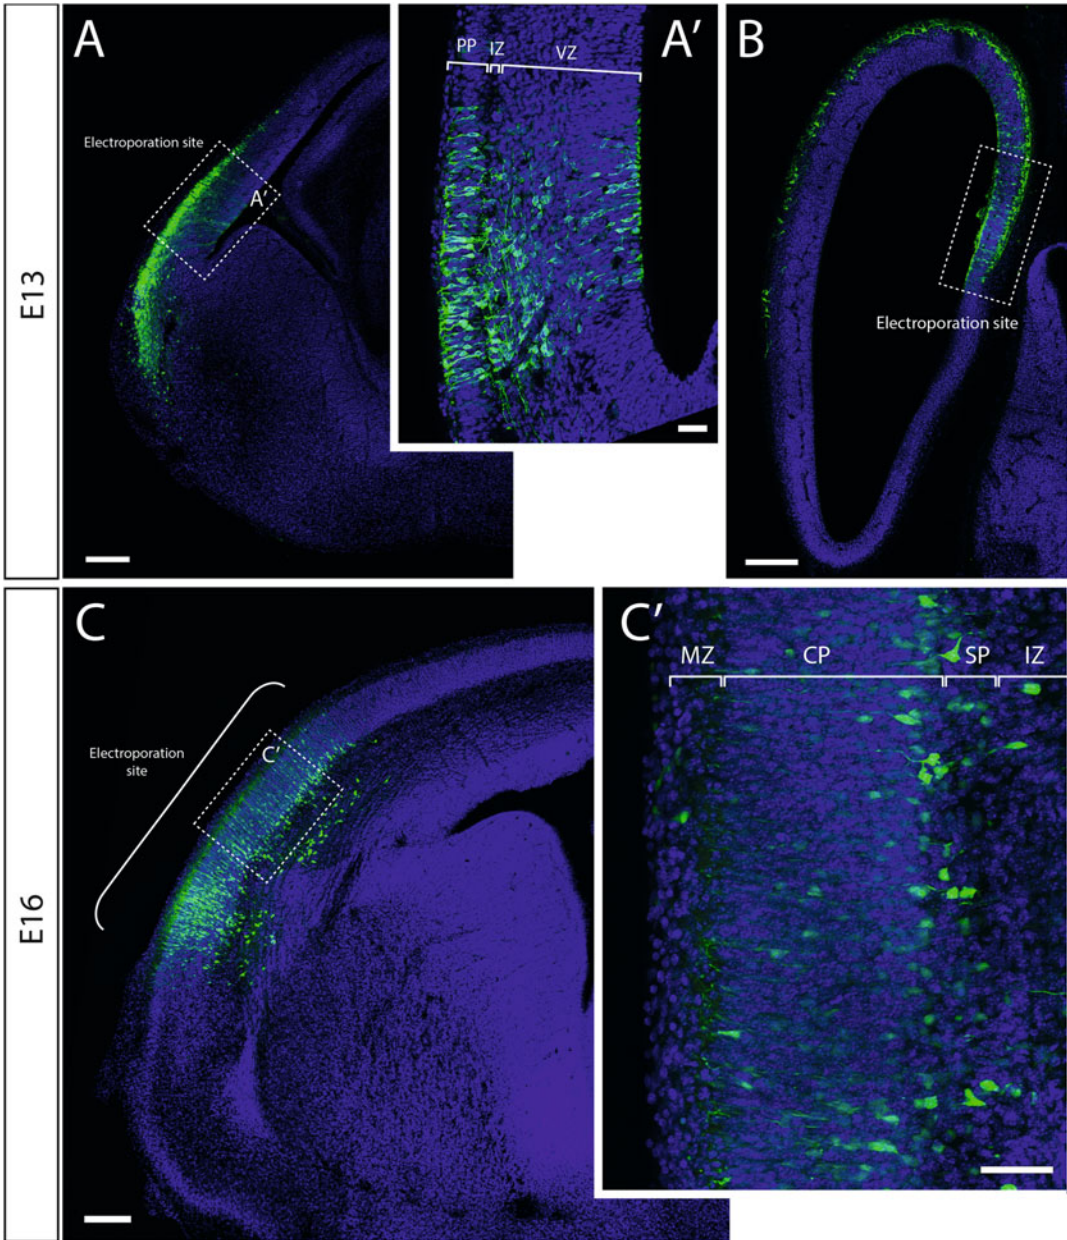 E13
A
Electroporation site
A’
A’
PP
IZ
VZ
B
Electroporation site
E16
C
Electroporation
site
C’
C’
MZ
CP
SP
IZ